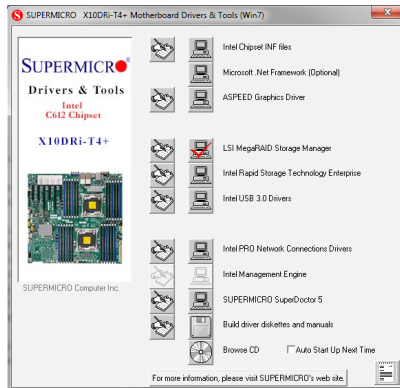 SUPERMICRO X10DRi-T4+ Motherboard Drivers & Tools (Win7)
SUPERMICRO
Drivers & Tools
Intel
C612 Chipset
X10DRi-T4+
SUPERMICRO Computer Inc.
Intel Chipset INF files
Microsoft .Net Framework (Optional)
ASPEED Graphics Driver
LSI MegaRAID Storage Manager
Intel Rapid Storage Technology Enterprise
Intel USB 3.0 Drivers
Intel PRO Network Connections Drivers
Intel Management Engine
SUPERMICRO SuperDoctor 5
Build driver diskettes and manuals
Browse CD
Auto Start Up Next Time
For more information, please visit SUPERMICRO's web site.